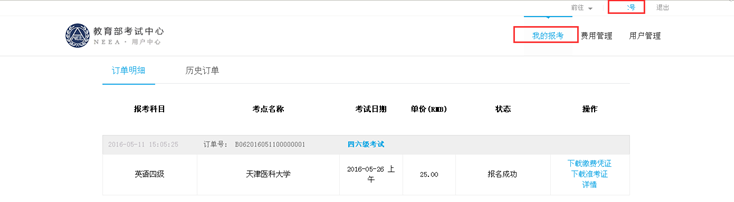 前往 号 退出
教育部考试中心
NEEA · 用户中心
我的报考 费用管理 用户管理
订单明细 历史订单
报考科目 考点名称 考试日期 单价(RMB) 状态 操作
2016-05-11 15:05:25 订单号: B062016051100000001 四六级考试
英语四级 天津医科大学 2016-05-26 上午 25.00 报名成功 下载缴费凭证
下载准考证
详情